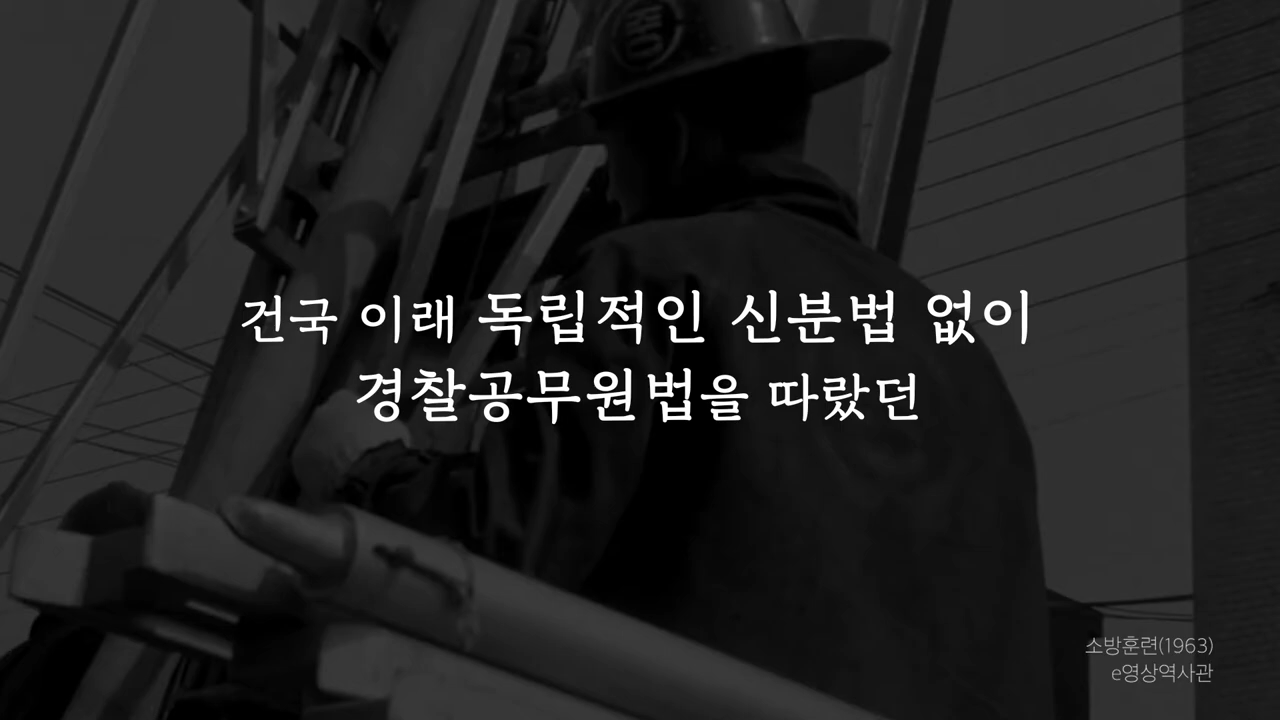 건국 이래 독립적인 신분법 없이
경찰공무원법을 따랐던
소방훈련(1963)
e영상역사관